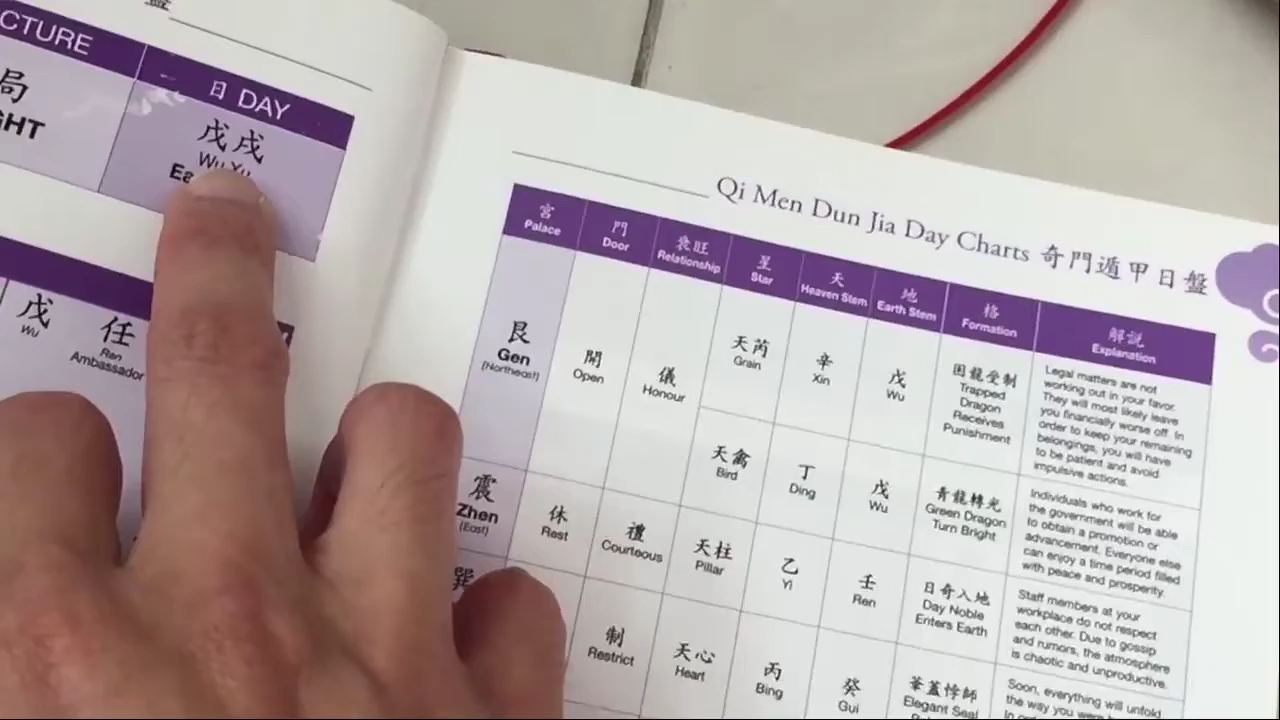 盤
CTURE
日 DAY
局
GHT
戊戌
Wu Xu
戊
Wu
任
Ren
Ambassador
Qi Men Dun Jia Day Charts 奇門遁甲日盤
宮
Palace
門
Door
衰旺
Relationship
星
Star
天
Heaven Stem
地
Earth Stem
格
Formation
解説
Explanation
艮
Gen
(Northeast)
開
Open
儀
Honour
天芮
Grain
辛
Xin
戊
Wu
困龍受制
Trapped
Dragon
Receives
Punishment
Legal matters are not
working out in your favor.
They will most likely leave
you financially worse off. In
order to keep your remaining
belongings, you will have
to be patient and avoid
impulsive actions.
天禽
Bird
丁
Ding
戊
Wu
青龍轉光
Green Dragon
Turn Bright
Individuals who work for
the government will be able
to obtain a promotion or
advancement. Everyone else
can enjoy a time period filled
with peace and prosperity.
震
Zhen
(East)
休
Rest
禮
Courteous
天柱
Pillar
乙
Yi
壬
Ren
日奇入地
Day Noble
Enters Earth
Staff members at your
workplace do not respect
each other. Due to gossip
and rumors, the atmosphere
is chaotic and unproductive.
巽
制
Restrict
天心
Heart
丙
Bing
癸
Gui
華蓋悖師
Elegant Seal
Soon, everything will unfold
the way you were